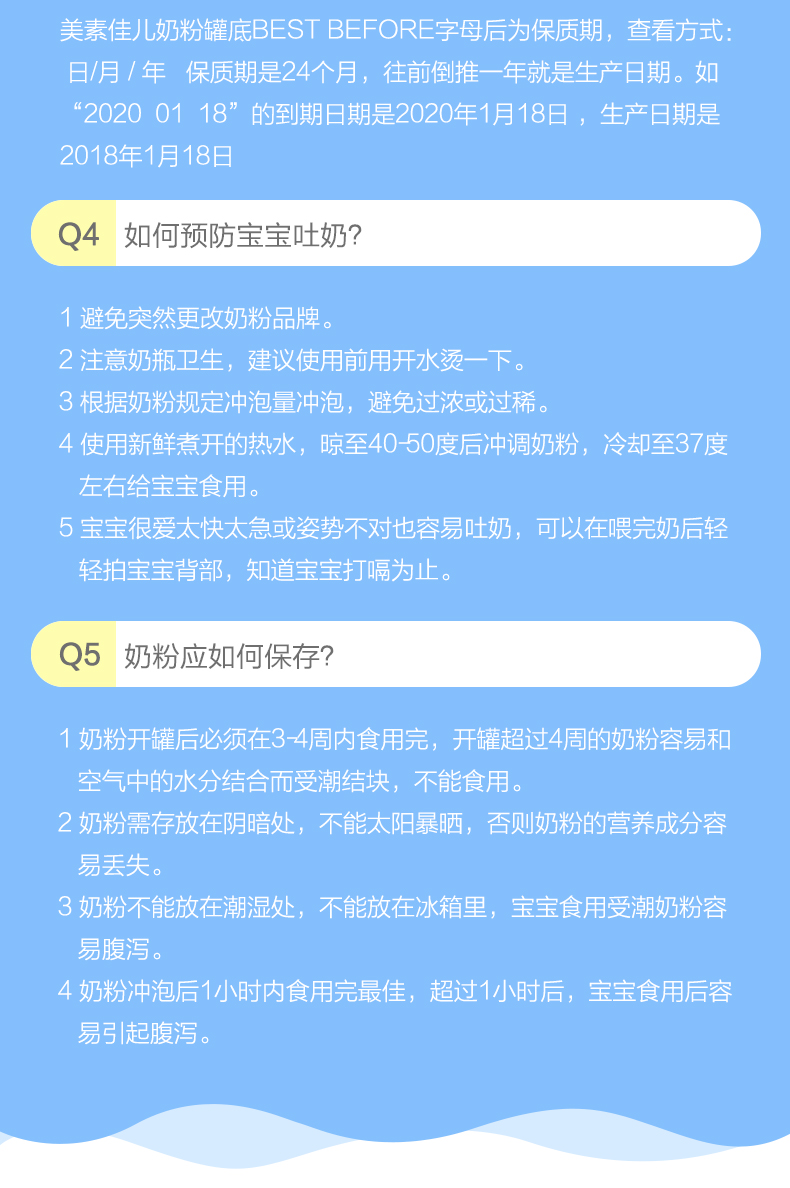 美素佳儿奶粉罐底BEST BEFORE字母后为保质期，查看方式：
日/月 / 年 保质期是24个月，往前倒推一年就是生产日期。如
“2020 01 18”的到期日期是2020年1月18日 ，生产日期是
2018年1月18日
Q4 如何预防宝宝吐奶?
1 避免突然更改奶粉品牌。
2 注意奶瓶卫生，建议使用前用开水烫一下。
3 根据奶粉规定冲泡量冲泡，避免过浓或过稀。
4 使用新鲜煮开的热水，晾至40-50度后冲调奶粉，冷却至37度
左右给宝宝食用。
5 宝宝很爱太快太急或姿势不对也容易吐奶，可以在喂完奶后轻
轻拍宝宝背部，知道宝宝打嗝为止。
Q5 奶粉应如何保存?
1 奶粉开罐后必须在3-4周内食用完，开罐超过4周的奶粉容易和
空气中的水分结合而受潮结块，不能食用。
2 奶粉需存放在阴暗处，不能太阳暴晒，否则奶粉的营养成分容
易丢失。
3 奶粉不能放在潮湿处，不能放在冰箱里，宝宝食用受潮奶粉容
易腹泻。
4 奶粉冲泡后1小时内食用完最佳，超过1小时后，宝宝食用后容
易引起腹泻。